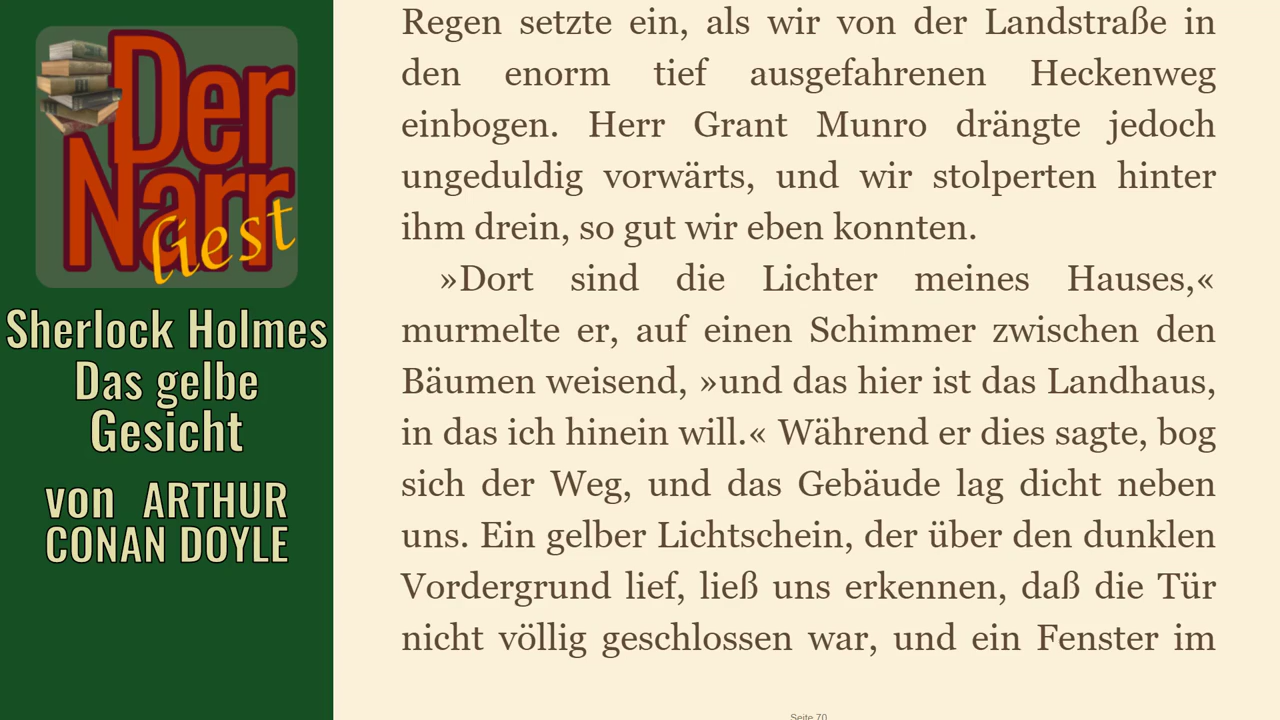 Der
Narr
liest
Sherlock Holmes
Das gelbe
Gesicht
von ARTHUR
CONAN DOYLE
Regen setzte ein, als wir von der Landstraße in
den enorm tief ausgefahrenen Heckenweg
einbogen. Herr Grant Munro drängte jedoch
ungeduldig vorwärts, und wir stolperten hinter
ihm drein, so gut wir eben konnten.
»Dort sind die Lichter meines Hauses,«
murmelte er, auf einen Schimmer zwischen den
Bäumen weisend, »und das hier ist das Landhaus,
in das ich hinein will.« Während er dies sagte, bog
sich der Weg, und das Gebäude lag dicht neben
uns. Ein gelber Lichtschein, der über den dunklen
Vordergrund lief, ließ uns erkennen, daß die Tür
nicht völlig geschlossen war, und ein Fenster im
Seite 70